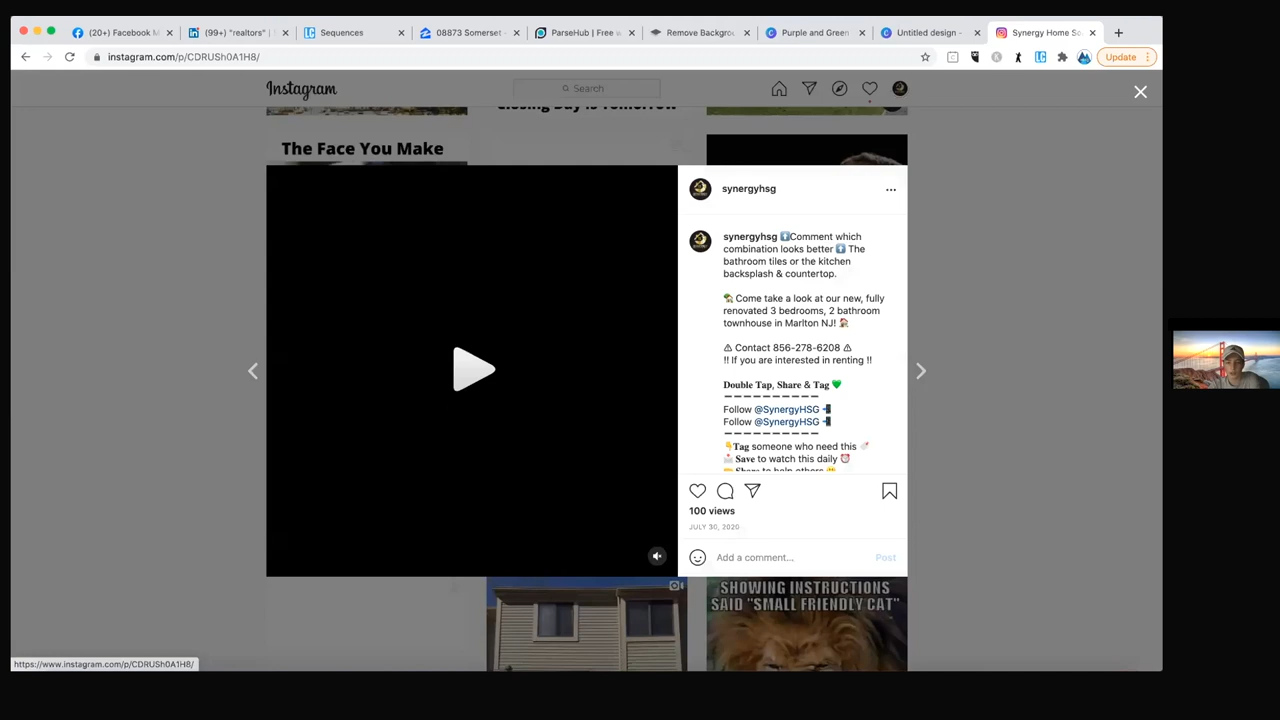 (20+) Facebook M
(99+) "realtors" |
Sequences
08873 Somerset -
ParseHub | Free w
Remove Backgrou
Purple and Green
Untitled design -
Synergy Home So
instagram.com/p/CDRUSh0A1H8/
Update
Instagram
Search
Closing Day is Tomorrow
The Face You Make
synergyhsg
synergyhsg ⬆️Comment which
combination looks better ⬆️ The
bathroom tiles or the kitchen
backsplash & countertop.
🏡 Come take a look at our new, fully
renovated 3 bedrooms, 2 bathroom
townhouse in Marlton NJ! 🏠
⚠ Contact 856-278-6208 ⚠
!! If you are interested in renting !!
Double Tap, Share & Tag 💚
——————————
Follow @SynergyHSG 📲
Follow @SynergyHSG 📲
——————————
👇Tag someone who need this 🚀
📩 Save to watch this daily ⏰
Share to help others
100 views
JULY 30, 2020
Add a comment...
Post
SHOWING INSTRUCTIONS
SAID "SMALL FRIENDLY CAT"
https://www.instagram.com/p/CDRUSh0A1H8/